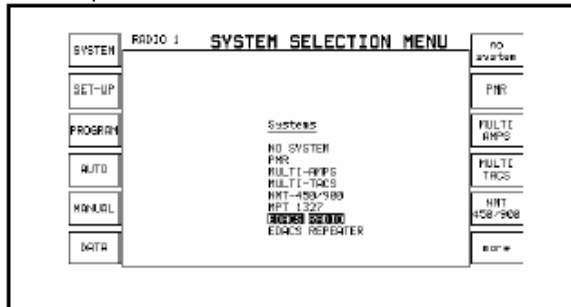 RADIO 1 SYSTEM SELECTION MENU
SYSTEM
SET-UP
PROGRAM
AUTO
MANUAL
DATA
Systems
NO SYSTEM
PMR
MULTI-AMPS
MULTI-TACS
NMT-450/900
MPT 1327
EDACS RADIO
EDACS REPEATER
no
system
PMR
MULTI
AMPS
MULTI
TACS
NMT
450/900
more